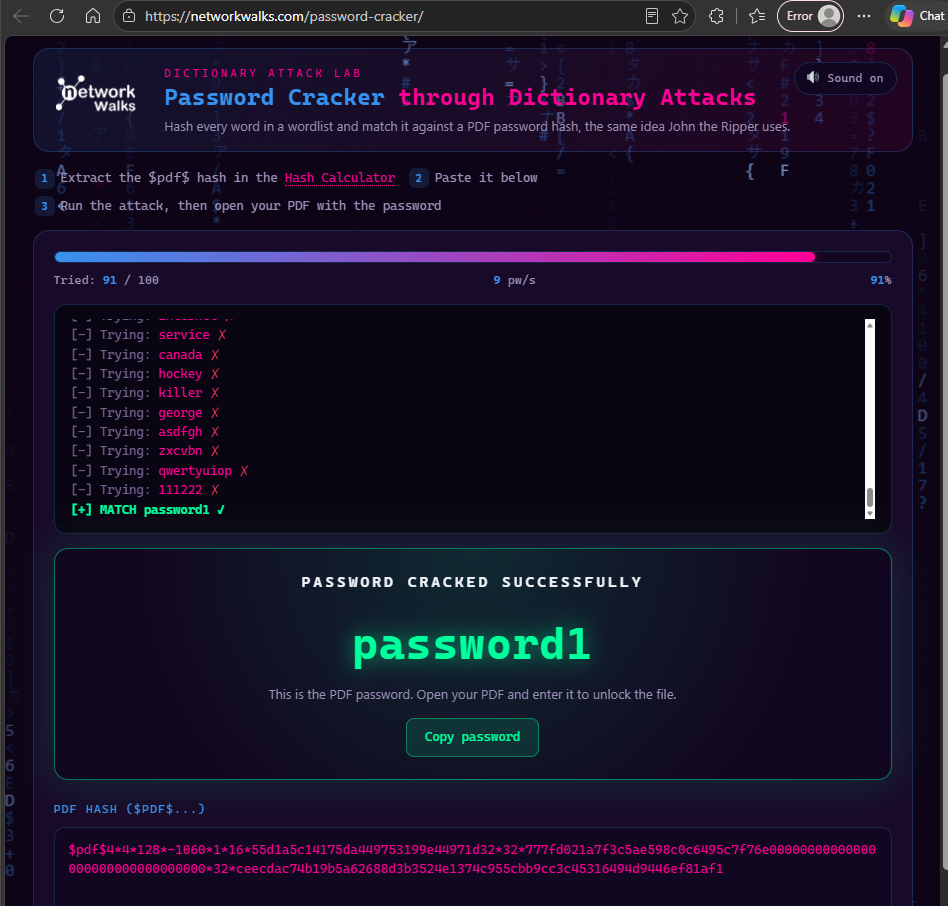 https://networkwalks.com/password-cracker/
Error
Chat
network
Walks
DICTIONARY ATTACK LAB
Password Cracker through Dictionary Attacks
Hash every word in a wordlist and match it against a PDF password hash, the same idea John the Ripper uses.
Sound on
1 Extract the $pdf$ hash in the Hash Calculator 2 Paste it below
3 Run the attack, then open your PDF with the password
Tried: 91 / 100 9 pw/s 91%
[-] Trying: service ✗
[-] Trying: canada ✗
[-] Trying: hockey ✗
[-] Trying: killer ✗
[-] Trying: george ✗
[-] Trying: asdfgh ✗
[-] Trying: zxcvbn ✗
[-] Trying: qwertyuiop ✗
[-] Trying: 111222 ✗
[+] MATCH password1 ✓
PASSWORD CRACKED SUCCESSFULLY
password1
This is the PDF password. Open your PDF and enter it to unlock the file.
Copy password
PDF HASH ($PDF$...)
$pdf$4*4*128*-1060*1*16*55d1a5c14175da449753199e44971d32*32*777fd021a7f3c5ae598c0c6495c7f76e00000000000000
000000000000000000*32*ceecdac74b19b5a62688d3b3524e1374c955cbb9cc3c45316494d9446ef81af1